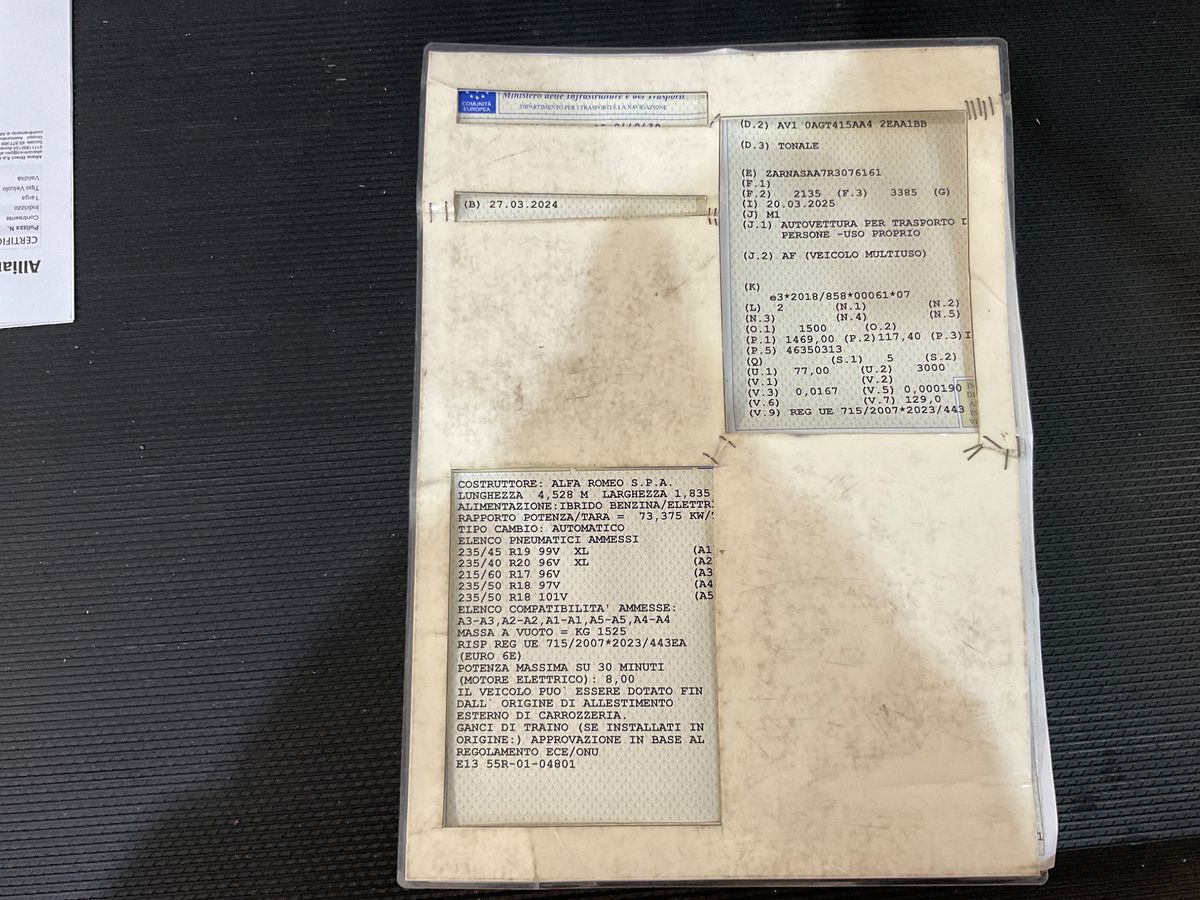 COMUNITÀ
EUROPEA
Ministero delle Infrastrutture e dei Trasporti
DIPARTIMENTO PER I TRASPORTI E LA NAVIGAZIONE
(B) 27.03.2024
(D.2) AV1 0AGT415AA4 2EAA1BB
(D.3) TONALE
(E) ZARNASAA7R3076161
(F.1)
(F.2) 2135 (F.3) 3385 (G)
(I) 20.03.2025
(J) M1
(J.1) AUTOVETTURA PER TRASPORTO D
PERSONE -USO PROPRIO
(J.2) AF (VEICOLO MULTIUSO)
(K)
e3*2018/858*00061*07
(L) 2 (N.1) (N.2)
(N.3) (N.4) (N.5)
(O.1) 1500 (O.2)
(P.1) 1469,00 (P.2)117,40 (P.3)I
(P.5) 46350313
(Q) (S.1) 5 (S.2)
(U.1) 77,00 (U.2) 3000
(V.1) (V.2)
(V.3) 0,0167 (V.5) 0,000190
(V.6) (V.7) 129,0
(V.9) REG UE 715/2007*2023/443
COSTRUTTORE: ALFA ROMEO S.P.A.
LUNGHEZZA 4,528 M LARGHEZZA 1,835
ALIMENTAZIONE:IBRIDO BENZINA/ELETTR
RAPPORTO POTENZA/TARA = 73,375 KW/
TIPO CAMBIO: AUTOMATICO
ELENCO PNEUMATICI AMMESSI
235/45 R19 99V XL (A1
235/40 R20 96V XL (A2
215/60 R17 96V (A3
235/50 R18 97V (A4
235/50 R18 101V (A5
ELENCO COMPATIBILITA' AMMESSE:
A3-A3,A2-A2,A1-A1,A5-A5,A4-A4
MASSA A VUOTO = KG 1525
RISP REG UE 715/2007*2023/443EA
(EURO 6E)
POTENZA MASSIMA SU 30 MINUTI
(MOTORE ELETTRICO): 8,00
IL VEICOLO PUO` ESSERE DOTATO FIN
DALL` ORIGINE DI ALLESTIMENTO
ESTERNO DI CARROZZERIA.
GANCI DI TRAINO (SE INSTALLATI IN
ORIGINE:) APPROVAZIONE IN BASE AL
REGOLAMENTO ECE/ONU
E13 55R-01-04801
Allia
CERTIFIC
Polizza N.
Contraente
Indirizzo
Targa
Tipo Veicolo
Validità